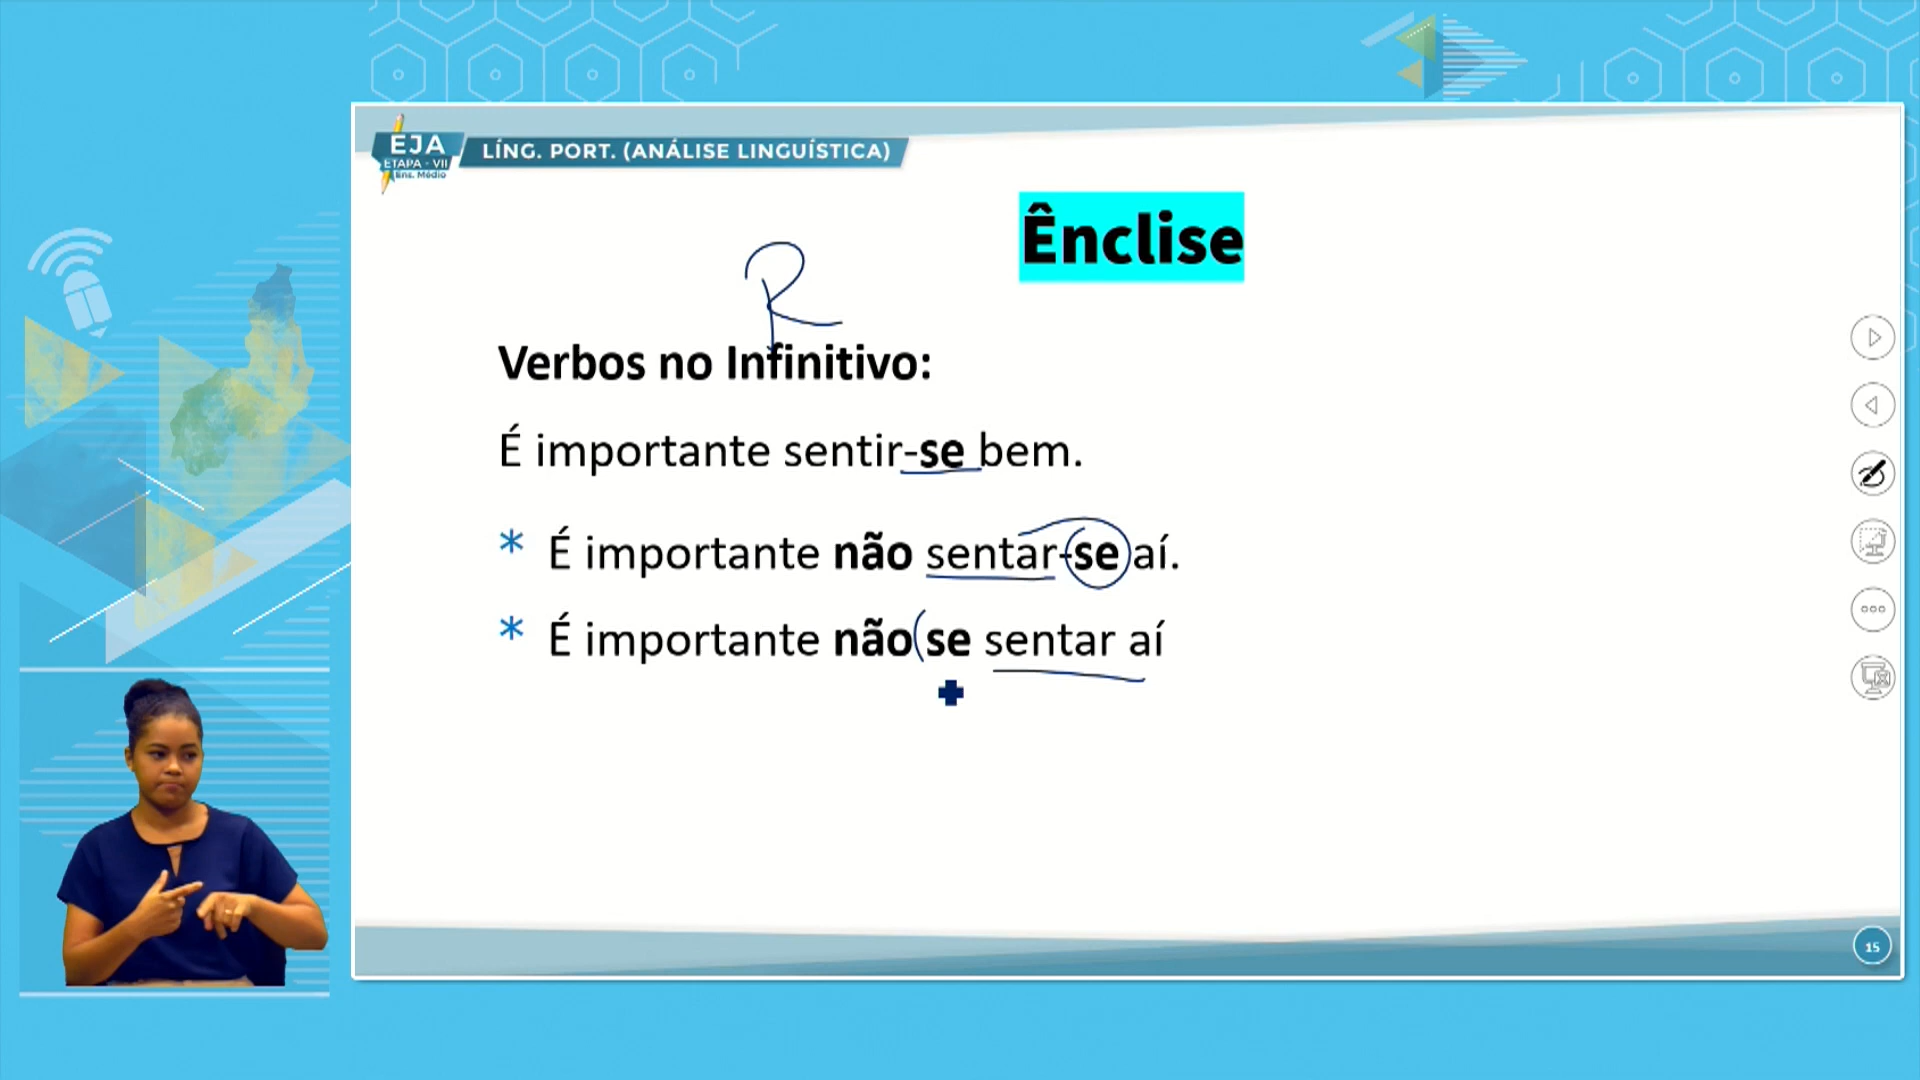 EJA
ETAPA - VII
Ens. Médio
LÍNG. PORT. (ANÁLISE LINGUÍSTICA)
Ênclise
R
Verbos no Infinitivo:
É importante sentir-se bem.
* É importante não sentar-se aí.
* É importante não se sentar aí
15